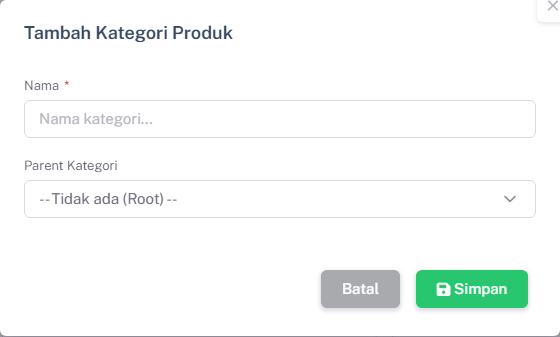 Tambah Kategori Produk
Nama *
Nama kategori...
Parent Kategori
-- Tidak ada (Root) --
Batal
Simpan